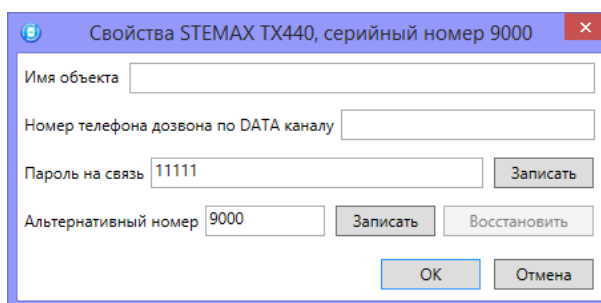 Свойства STEMAX TX440, серийный номер 9000
Имя объекта
Номер телефона дозвона по DATA каналу
Пароль на связь 11111 Записать
Альтернативный номер 9000 Записать Восстановить
OK Отмена